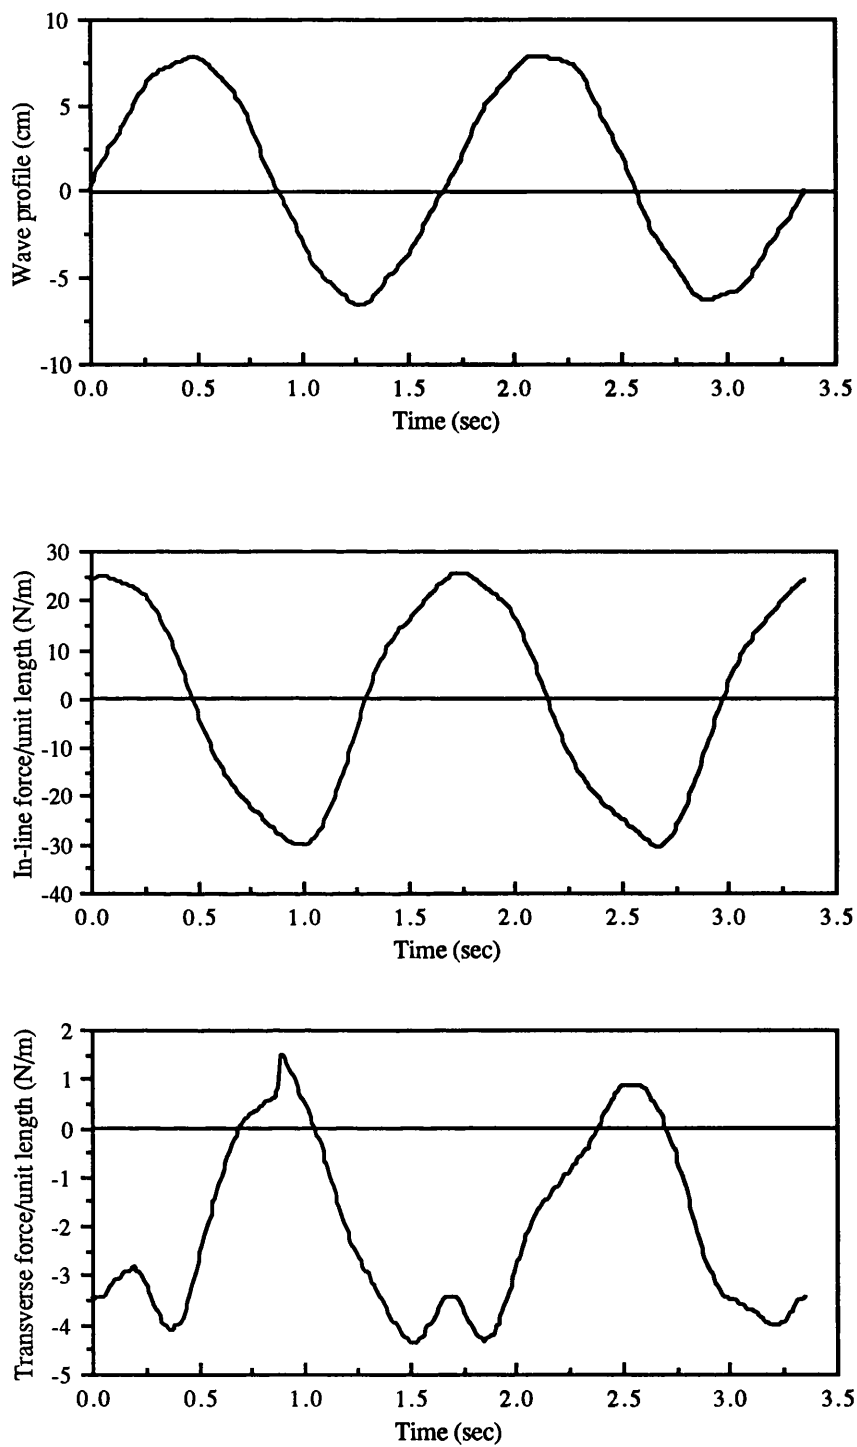 10
5
0
-5
-10
Wave profile (cm)
0.0 0.5 1.0 1.5 2.0 2.5 3.0 3.5
Time (sec)
30
20
10
0
-10
-20
-30
-40
In-line force/unit length (N/m)
0.0 0.5 1.0 1.5 2.0 2.5 3.0 3.5
Time (sec)
2
1
0
-1
-2
-3
-4
-5
Transverse force/unit length (N/m)
0.0 0.5 1.0 1.5 2.0 2.5 3.0 3.5
Time (sec)